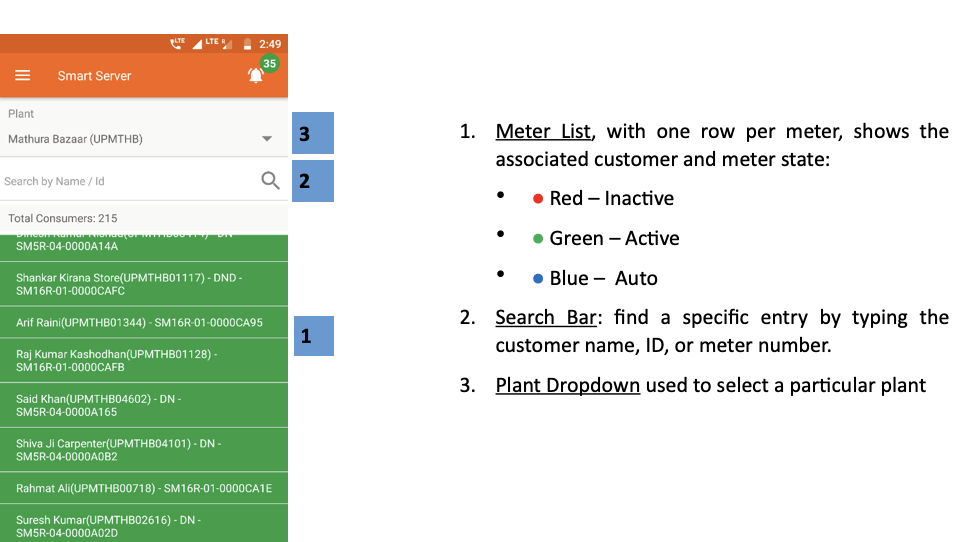 LTE LTE R 2:49
35
Smart Server
Plant
Mathura Bazaar (UPMTHB)
3
Search by Name / Id
2
Total Consumers: 215
SM5R-04-0000A14A
Shankar Kirana Store(UPMTHB01117) - DND -
SM16R-01-0000CAFC
Arif Raini(UPMTHB01344) - SM16R-01-0000CA95
1
Raj Kumar Kashodhan(UPMTHB01128) -
SM16R-01-0000CAFB
Said Khan(UPMTHB04602) - DN -
SM5R-04-0000A165
Shiva Ji Carpenter(UPMTHB04101) - DN -
SM5R-04-0000A0B2
Rahmat Ali(UPMTHB00718) - SM16R-01-0000CA1E
Suresh Kumar(UPMTHB02616) - DN -
SM5R-04-0000A02D
1. Meter List, with one row per meter, shows the
associated customer and meter state:
• Red – Inactive
• Green – Active
• Blue – Auto
2. Search Bar: find a specific entry by typing the
customer name, ID, or meter number.
3. Plant Dropdown used to select a particular plant